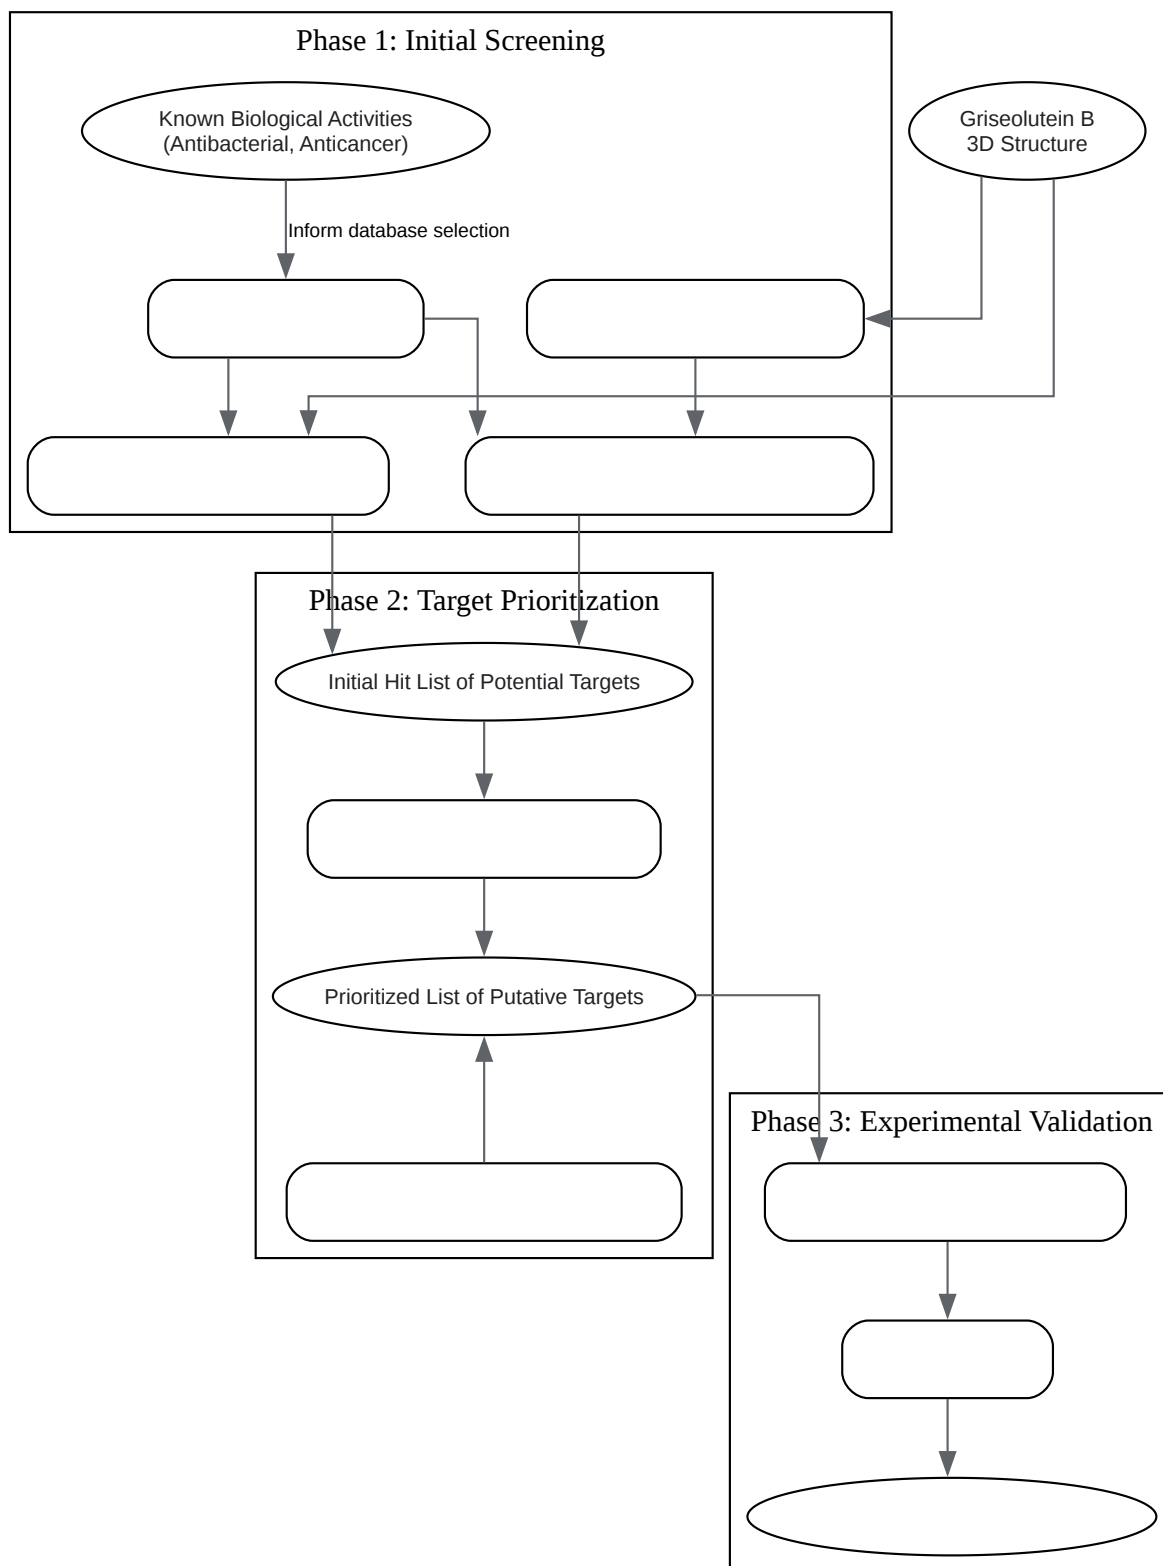 Phase 1: Initial Screening
Known Biological Activities
(Antibacterial, Anticancer)
Griseolutein B
3D Structure
Inform database selection
Phase 2: Target Prioritization
Initial Hit List of Potential Targets
Prioritized List of Putative Targets
Phase 3: Experimental Validation